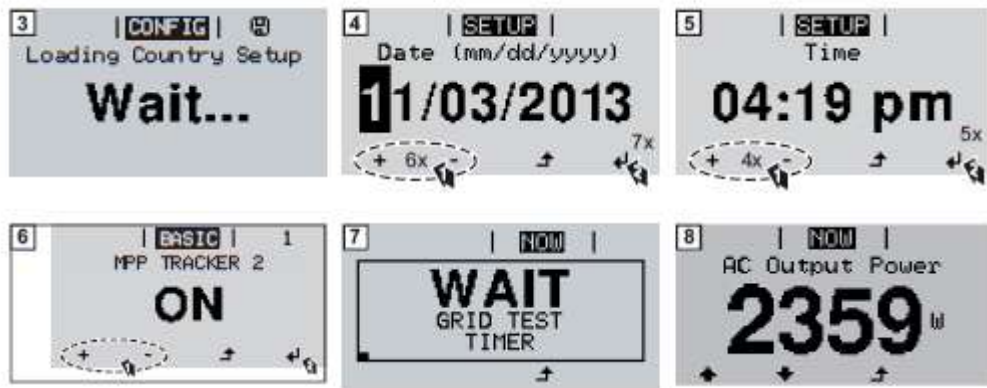 3
| CONFIG |
Loading Country Setup
Wait...
4
| SETUP |
Date (mm/dd/yyyy)
11/03/2013
7x
+ 6x -
5
| SETUP |
Time
04:19 pm
5x
+ 4x -
6
| BASIC | 1
MPP TRACKER 2
ON
+ -
7
| NOW |
WAIT
GRID TEST
TIMER
8
| NOW |
AC Output Power
2359 W